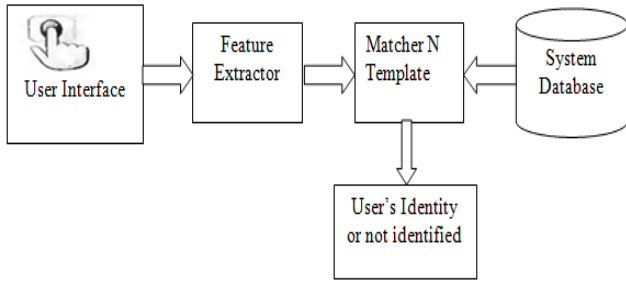 User Interface
Feature
Extractor
Matcher N
Template
System
Database
User's Identity
or not identified